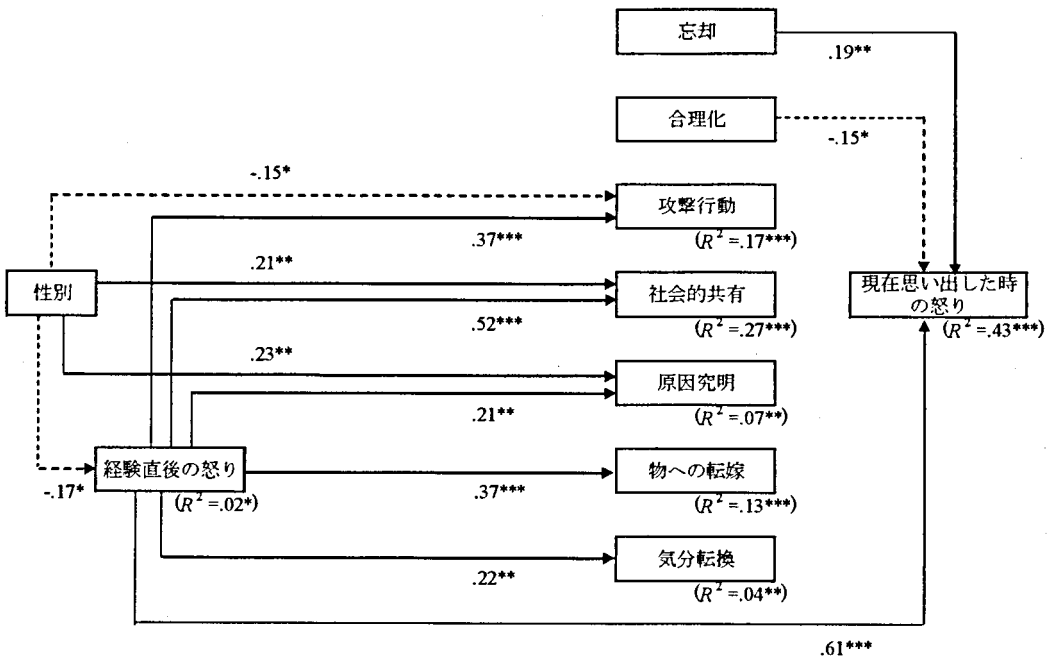 忘却
.19**
合理化
-.15*
-.15*
攻撃行動
.37***
(R² =.17***)
.21**
性別
社会的共有
現在思い出した時
の怒り
.52***
(R² =.27***)
(R² =.43***)
.23**
原因究明
.21**
(R² =.07**)
経験直後の怒り
物への転嫁
-.17*
(R² =.02*)
.37***
(R² =.13***)
気分転換
.22**
(R² =.04**)
.61***